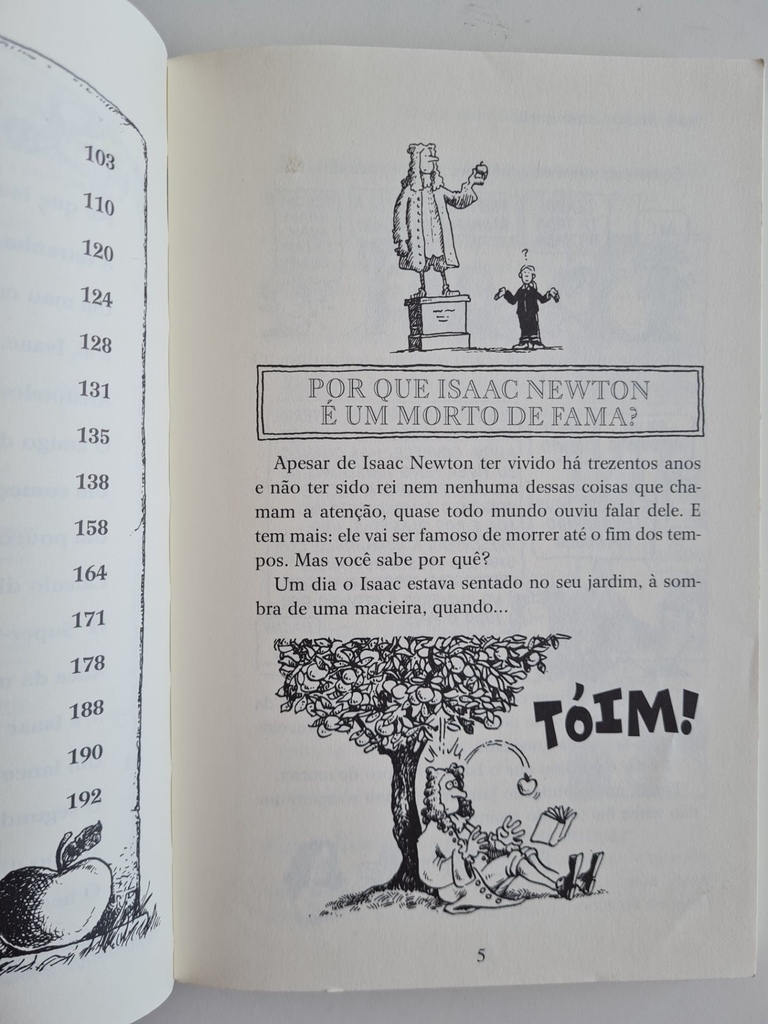 103
110
120
124
128
131
135
138
158
164
171
178
188
190
192
?
POR QUE ISAAC NEWTON
É UM MORTO DE FAMA?
Apesar de Isaac Newton ter vivido há trezentos anos
e não ter sido rei nem nenhuma dessas coisas que cha-
mam a atenção, quase todo mundo ouviu falar dele. E
tem mais: ele vai ser famoso de morrer até o fim dos tem-
pos. Mas você sabe por quê?
Um dia o Isaac estava sentado no seu jardim, à som-
bra de uma macieira, quando...
TÓIM!
5